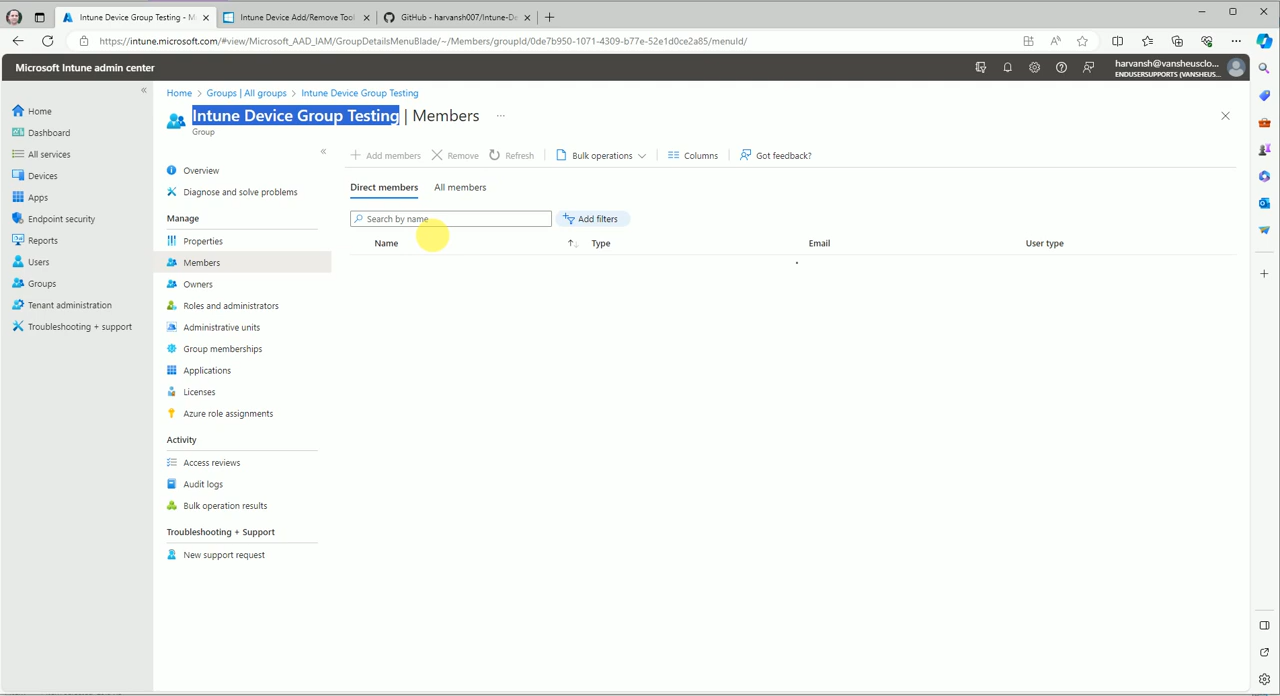 Intune Device Group Testing - M
Intune Device Add/Remove Tool
GitHub - harvansh007/Intune-De
https://intune.microsoft.com/#view/Microsoft_AAD_IAM/GroupDetailsMenuBlade/~/Members/groupId/0de7b950-1071-4309-b77e-52e1d0ce2a85/menuId/
Microsoft Intune admin center
harvansh@vansheusclo...
ENDUSERSUPPORTS (VANSHEUS...
Home
Dashboard
All services
Devices
Apps
Endpoint security
Reports
Users
Groups
Tenant administration
Troubleshooting + support
Home > Groups | All groups > Intune Device Group Testing
Intune Device Group Testing | Members ...
Group
Overview
Diagnose and solve problems
Manage
Properties
Members
Owners
Roles and administrators
Administrative units
Group memberships
Applications
Licenses
Azure role assignments
Activity
Access reviews
Audit logs
Bulk operation results
Troubleshooting + Support
New support request
Add members Remove Refresh Bulk operations Columns Got feedback?
Direct members All members
Search by name Add filters
Name Type Email User type